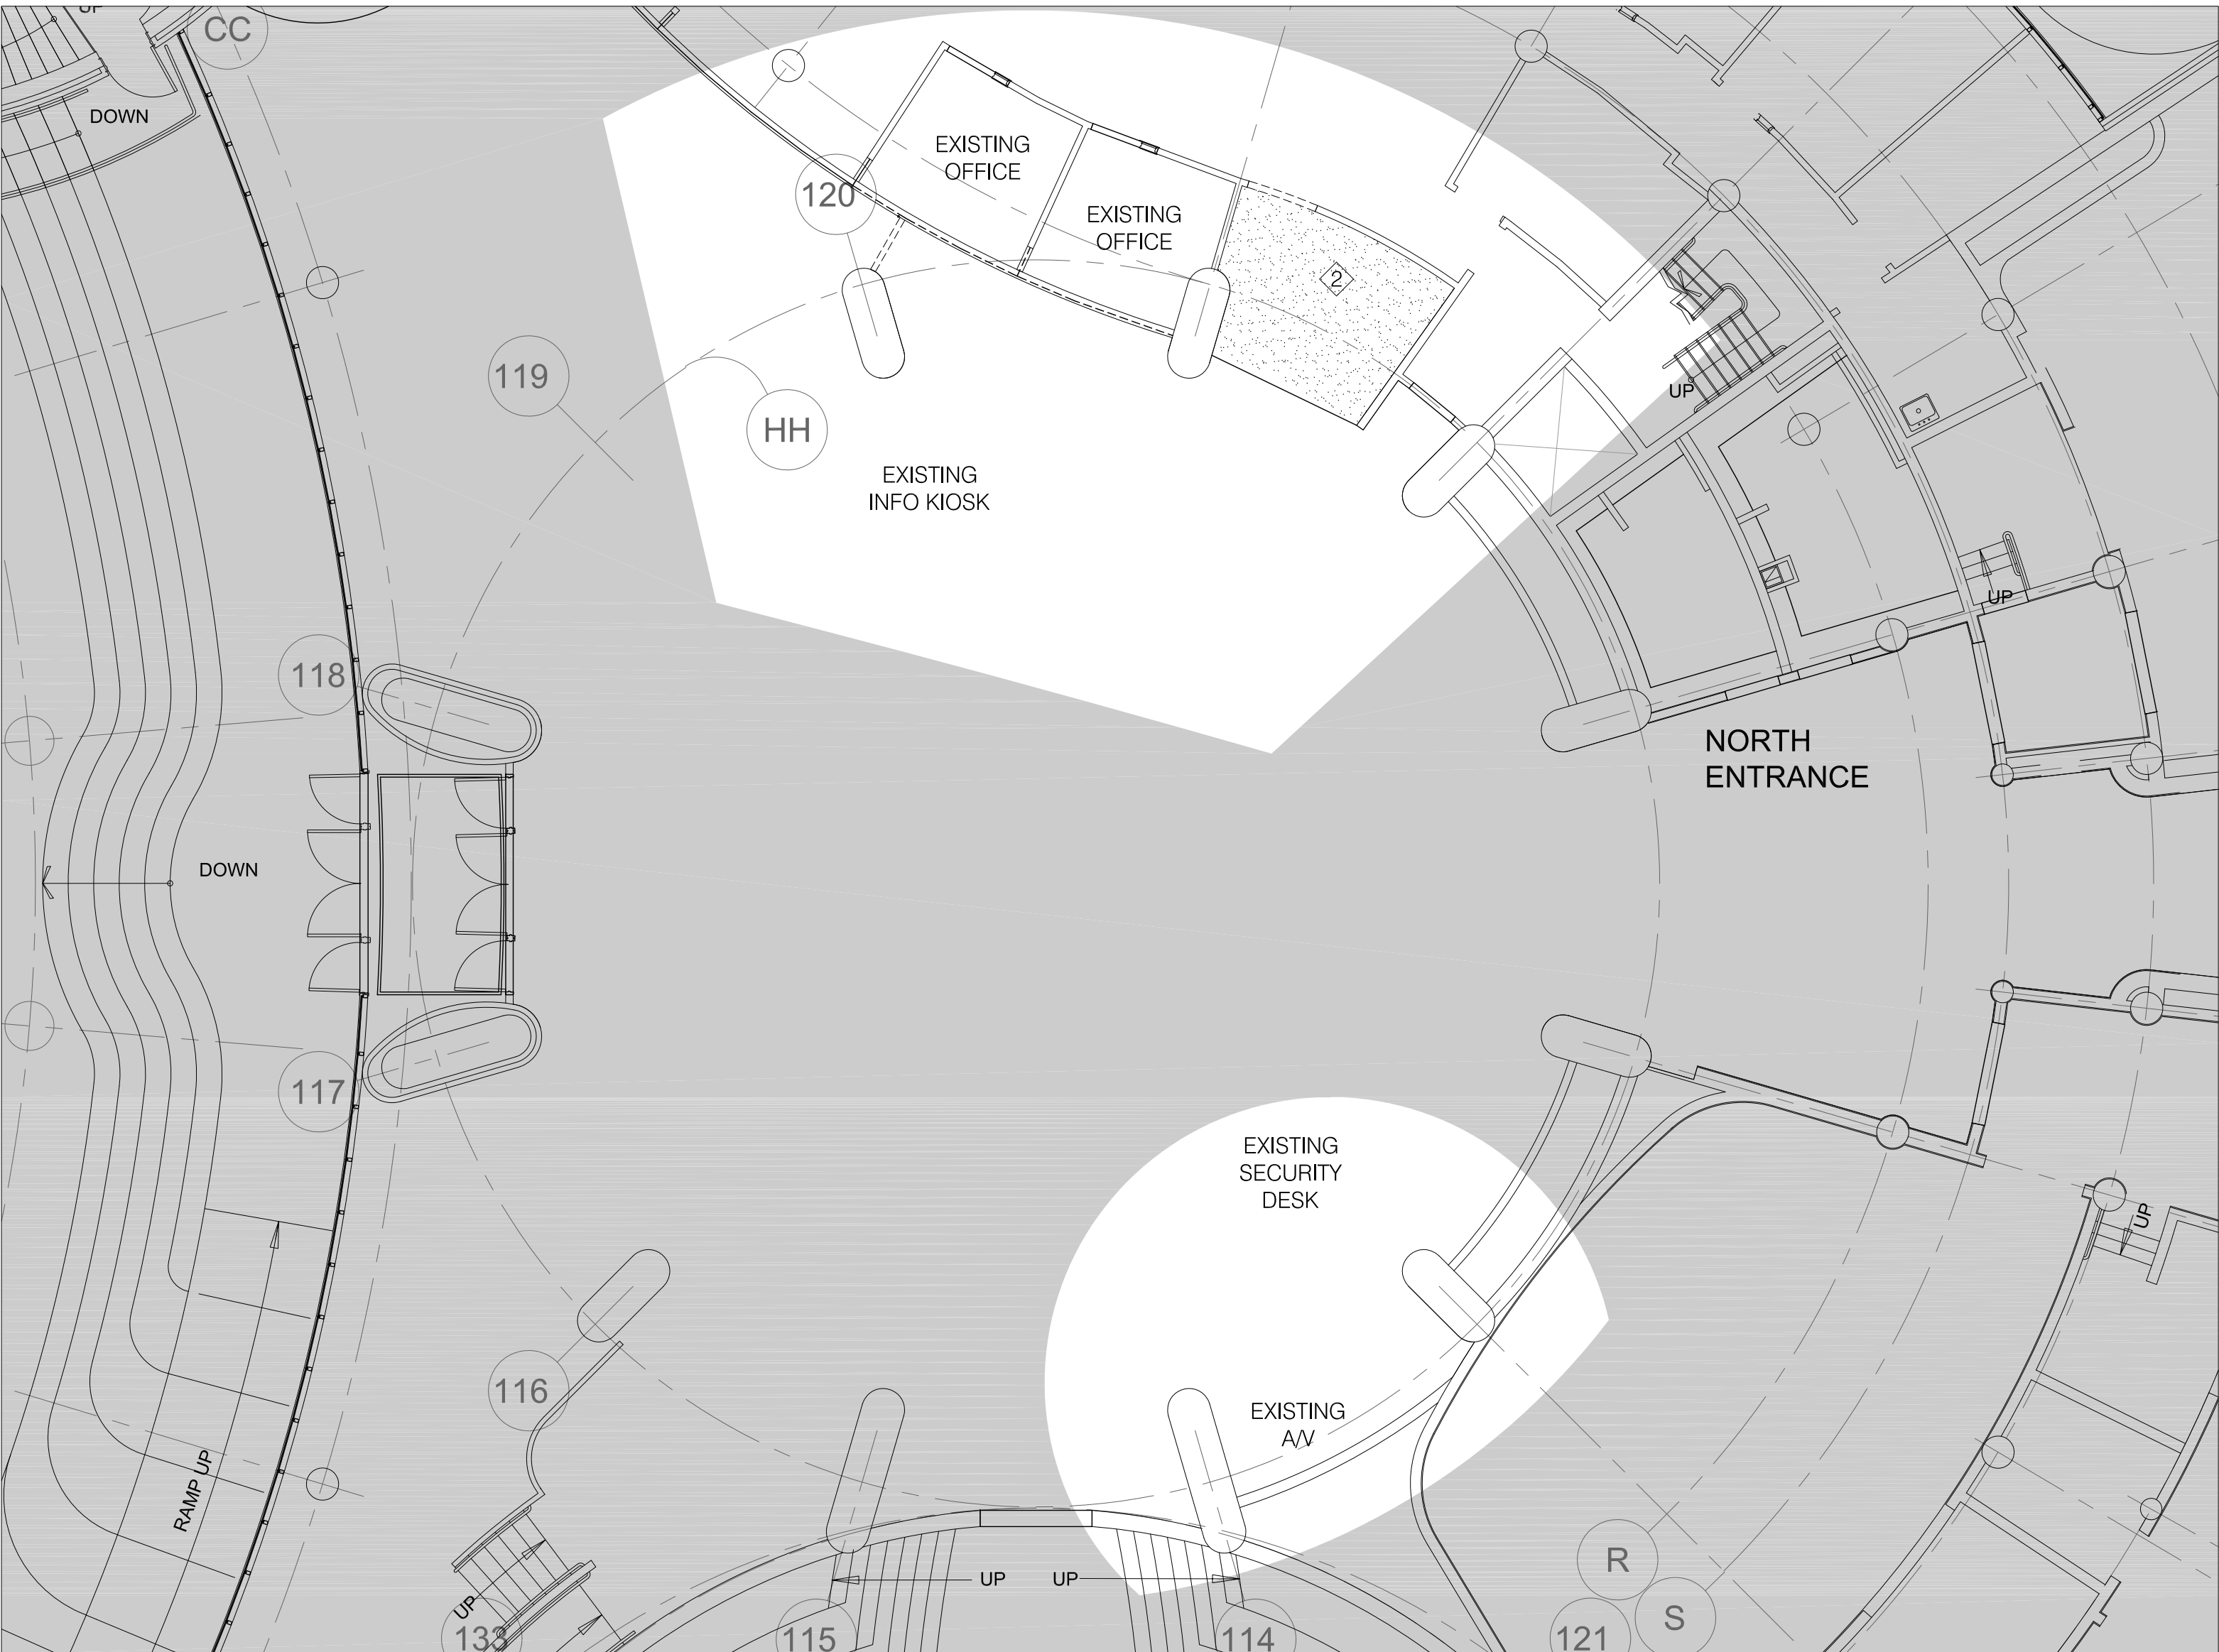 UP
CC
DOWN
EXISTING
OFFICE
120
EXISTING
OFFICE
2
119
UP
HH
EXISTING
INFO KIOSK
UP
118
NORTH
ENTRANCE
DOWN
117
EXISTING
SECURITY
DESK
UP
116
EXISTING
A/V
RAMP UP
R
UP
UP
UP
S
133
115
114
121